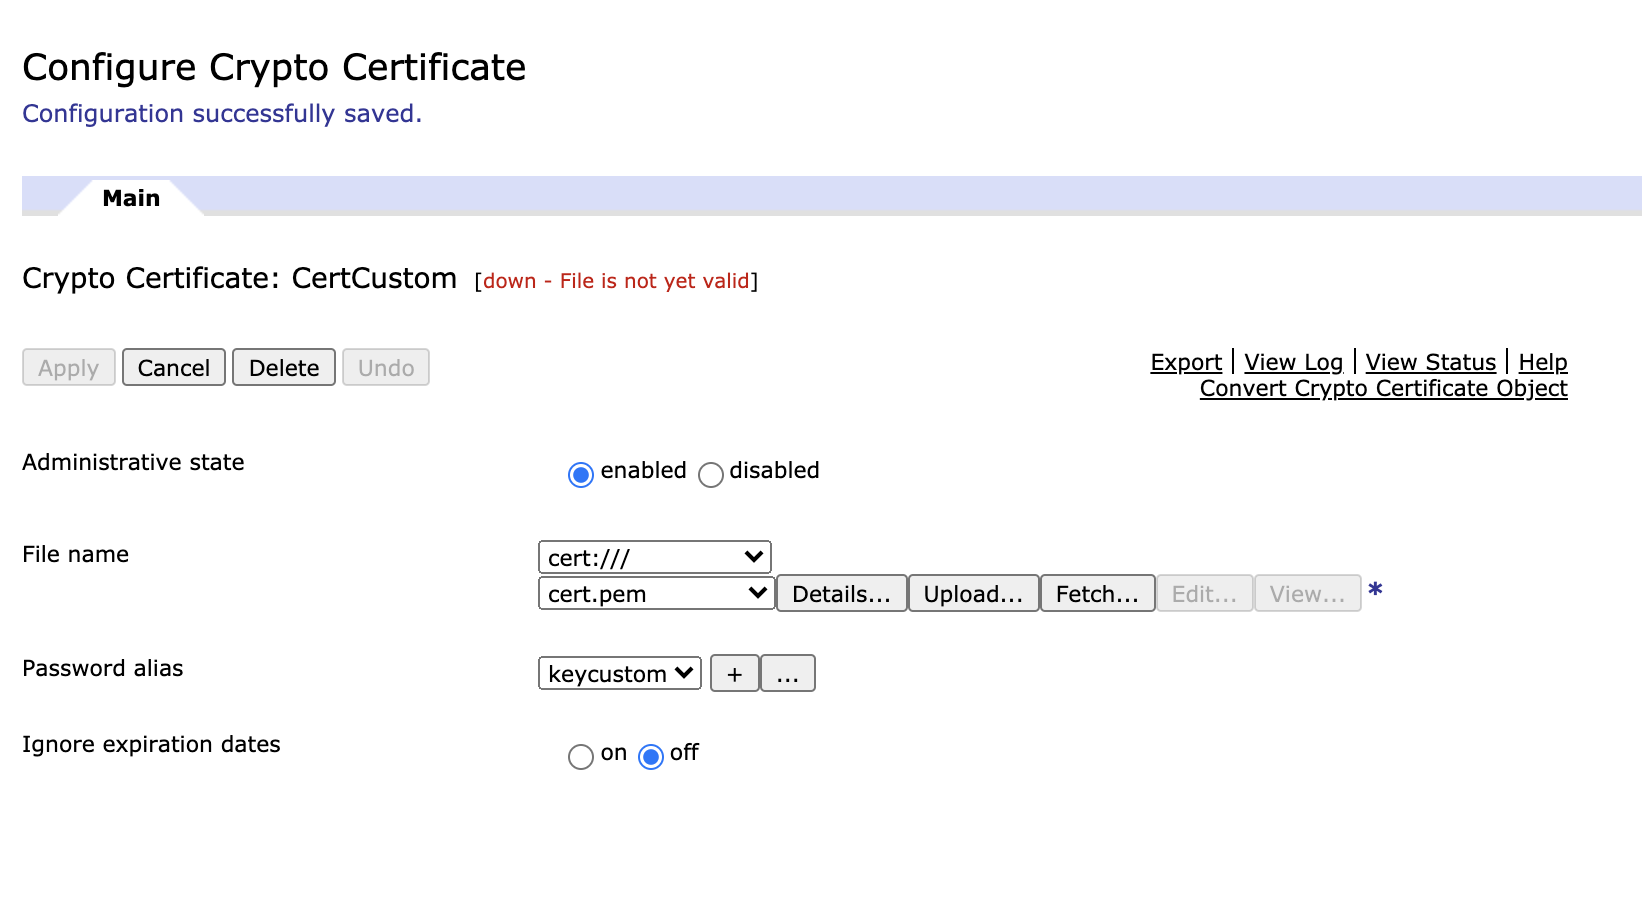 Configure Crypto Certificate
Configuration successfully saved.
Main
Crypto Certificate: CertCustom [down - File is not yet valid]
Apply Cancel Delete Undo Export | View Log | View Status | Help
Convert Crypto Certificate Object
Administrative state enabled disabled
File name cert:///
cert.pem Details... Upload... Fetch... Edit... View... *
Password alias keycustom + ...
Ignore expiration dates on off